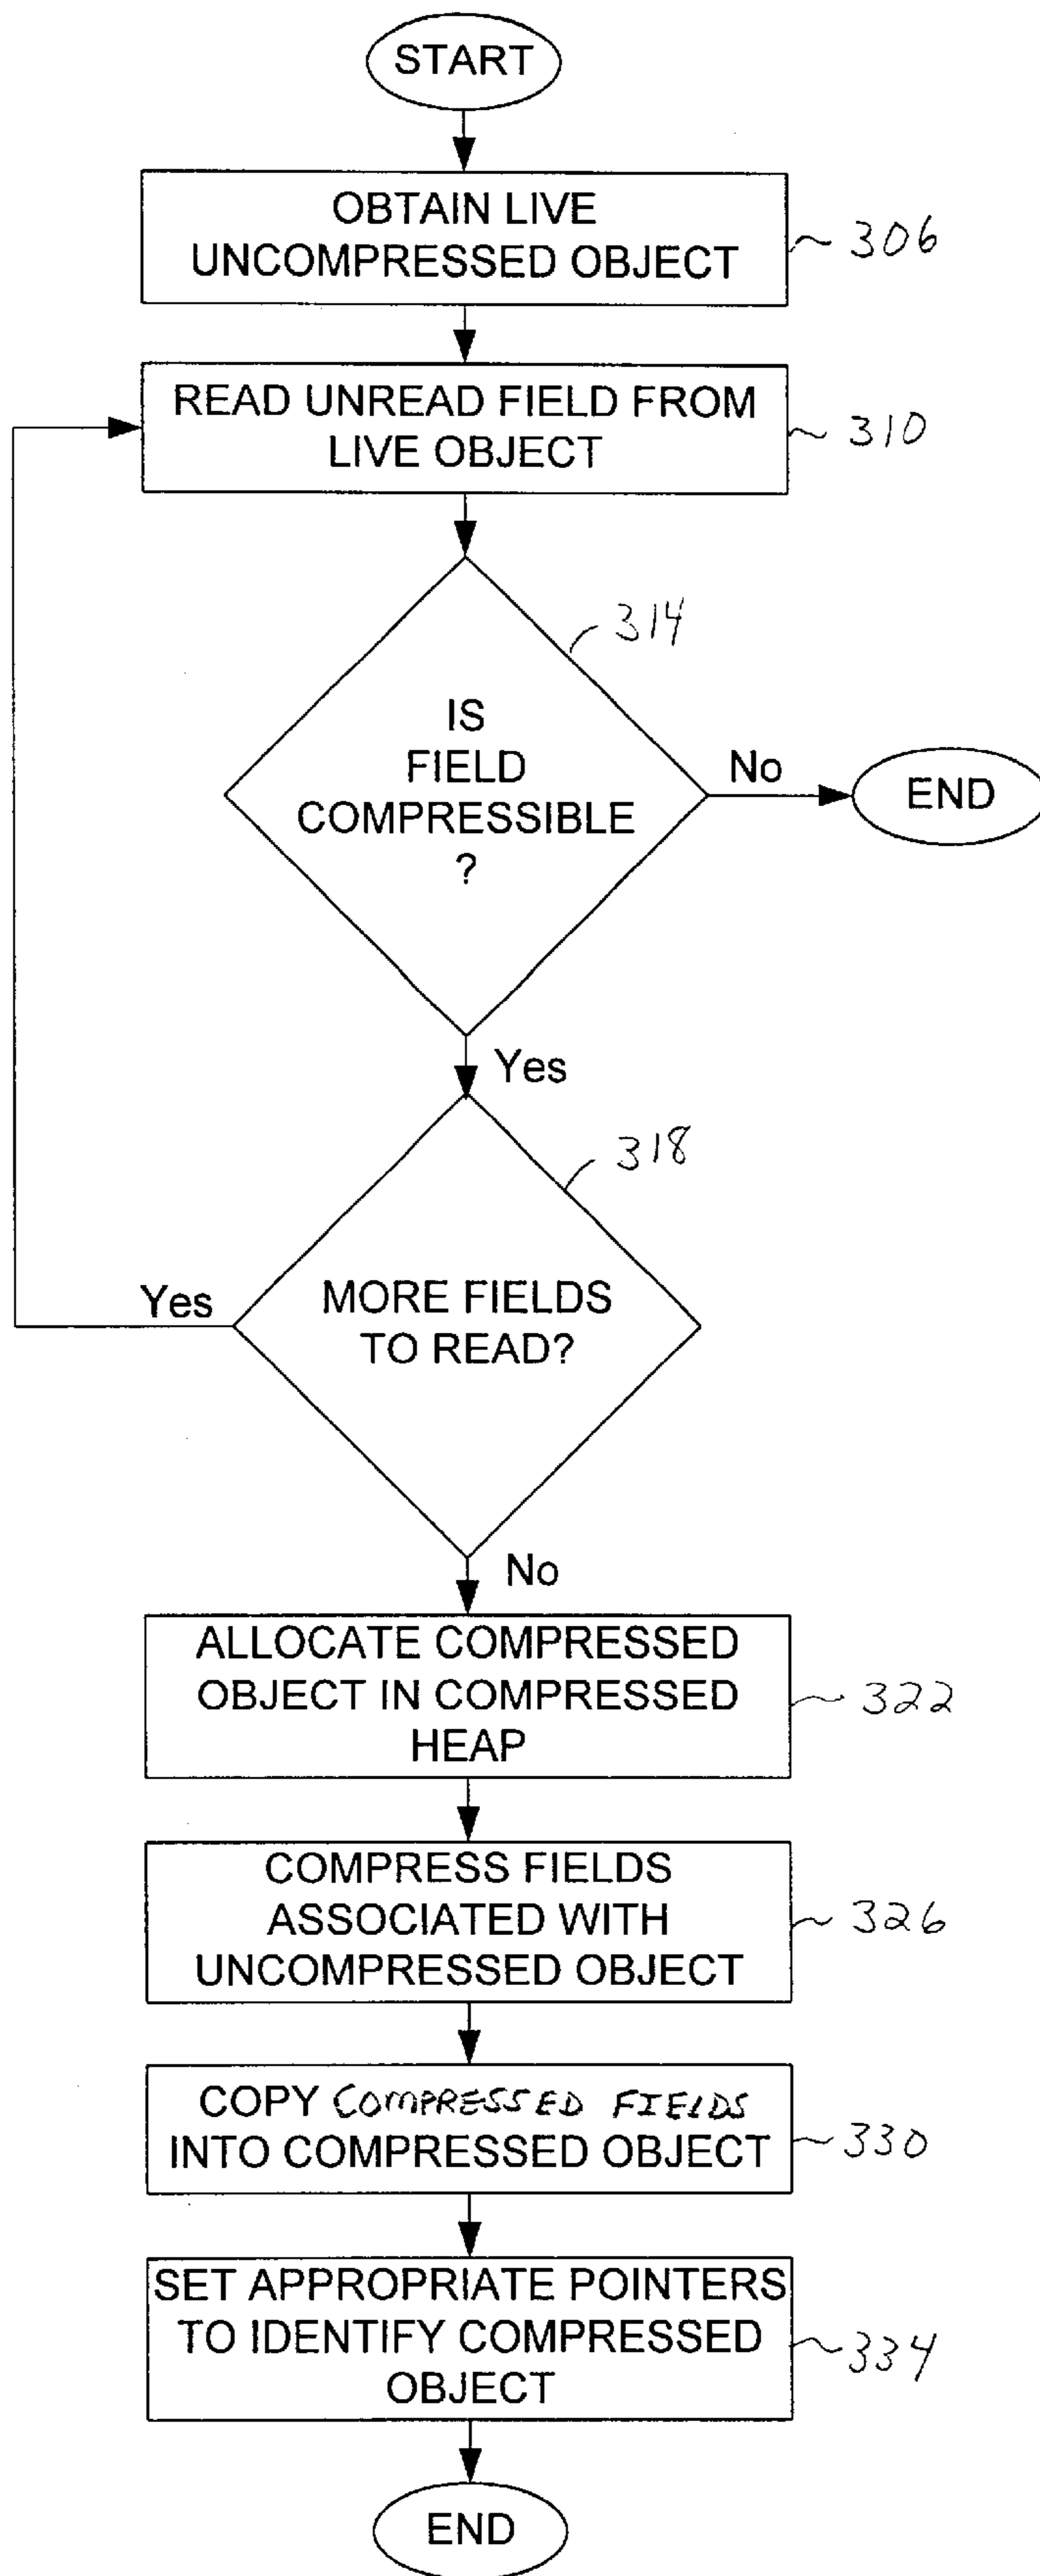 START
OBTAIN LIVE
UNCOMPRESSED OBJECT
306
READ UNREAD FIELD FROM
LIVE OBJECT
310
314
IS
FIELD
COMPRESSIBLE
?
No
END
Yes
318
MORE FIELDS
TO READ?
Yes
No
ALLOCATE COMPRESSED
OBJECT IN COMPRESSED
HEAP
322
COMPRESS FIELDS
ASSOCIATED WITH
UNCOMPRESSED OBJECT
326
COPY COMPRESSED FIELDS
INTO COMPRESSED OBJECT
330
SET APPROPRIATE POINTERS
TO IDENTIFY COMPRESSED
OBJECT
334
END